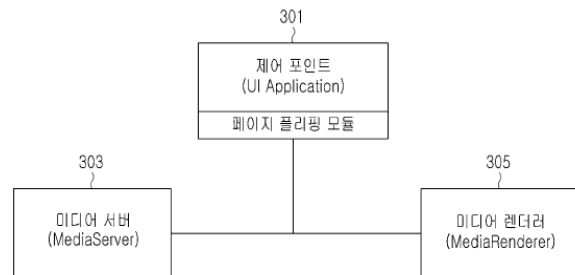 301
제어 포인트
(UI Application)
페이지 플리핑 모듈
303
미디어 서버
(MediaServer)
305
미디어 렌더러
(MediaRenderer)